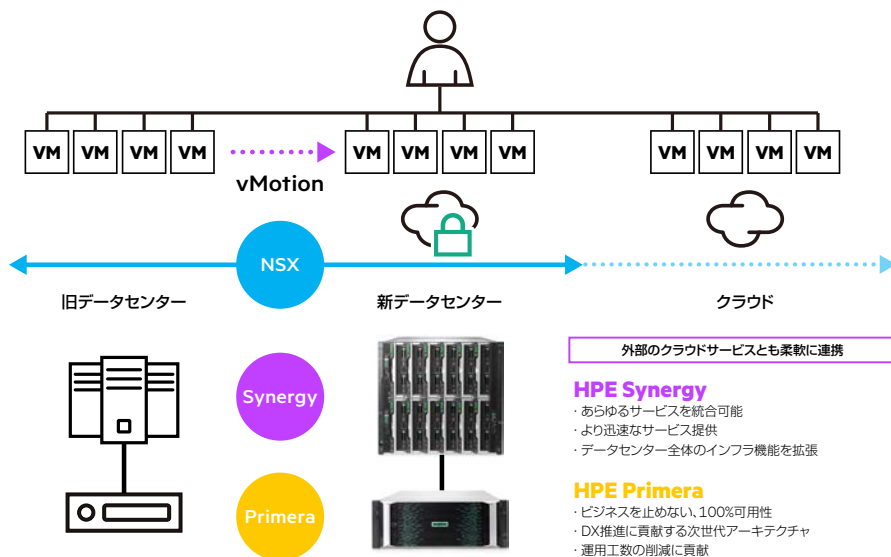 VM VM VM VM VM VM VM VM VM VM VM VM
vMotion
NSX
旧データセンター 新データセンター クラウド
外部のクラウドサービスとも柔軟に連携
Synergy
HPE Synergy
・あらゆるサービスを統合可能
・より迅速なサービス提供
・データセンター全体のインフラ機能を拡張
Primera
HPE Primera
・ビジネスを止めない、100%可用性
・DX推進に貢献する次世代アーキテクチャ
・運用工数の削減に貢献